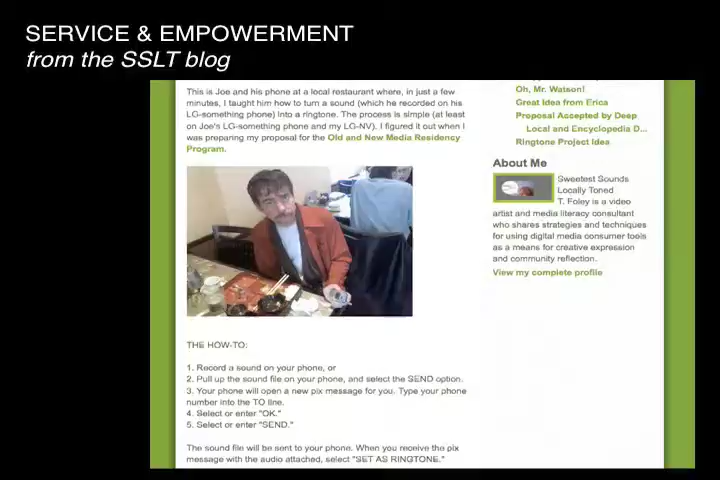 SERVICE & EMPOWERMENT
from the SSLT blog
This is Joe and his phone at a local restaurant where, in just a few
minutes, I taught him how to turn a sound (which he recorded on his
LG-something phone) into a ringtone. The process is simple (at least
on Joe's LG-something phone and my LG-NV). I figured it out when I
was preparing my proposal for the Old and New Media Residency
Program.
THE HOW-TO:
1. Record a sound on your phone, or
2. Pull up the sound file on your phone, and select the SEND option.
3. Your phone will open a new pix message for you. Type your phone
number into the TO line.
4. Select or enter "OK."
5. Select or enter "SEND."
The sound file will be sent to your phone. When you receive the pix
message with the audio attached, select "SET AS RINGTONE."
Oh, Mr. Watson!
Great Idea from Erica
Proposal Accepted by Deep
Local and Encyclopedia D...
Ringtone Project Idea
About Me
Sweetest Sounds
Locally Toned
T. Foley is a video
artist and media literacy consultant
who shares strategies and techniques
for using digital media consumer tools
as a means for creative expression
and community reflection.
View my complete profile